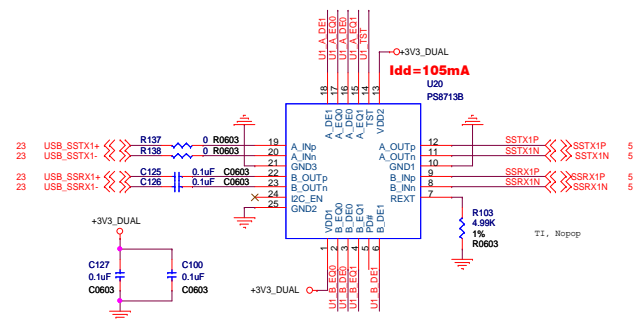 U1_A_DE1
U1_A_EQ0
U1_A_DE0
U1_A_EQ1
U1_TST
+3V3_DUAL
Idd=105mA
U20
PS8713B
18 17 16 15 14 13
A_DE1
A_EQ0
A_DE0
A_EQ1
TST
VDD2
23 USB_SSTX1+ R137 0 R0603 19 A_INp A_OUTp 12 SSTX1P SSTX1P 5
23 USB_SSTX1- R138 0 R0603 20 A_INn A_OUTn 11 SSTX1N SSTX1N 5
21 GND3 GND1 10
23 USB_SSRX1+ C125 0.1uF C0603 22 B_OUTp B_INp 9 SSRX1P SSRX1P 5
23 USB_SSRX1- C126 0.1uF C0603 23 B_OUTn B_INn 8 SSRX1N SSRX1N 5
24 I2C_EN REXT 7
25 GND2
VDD1
B_EQ0
B_DE0
B_EQ1
PD#
B_DE1
1 2 3 4 5 6
R103
4.99K
1%
R0603
TI, Nopop
+3V3_DUAL
C127
0.1uF
C0603
C100
0.1uF
C0603
+3V3_DUAL
U1_B_EQ0
U1_B_DE0
U1_B_EQ1
U1_B_DE1